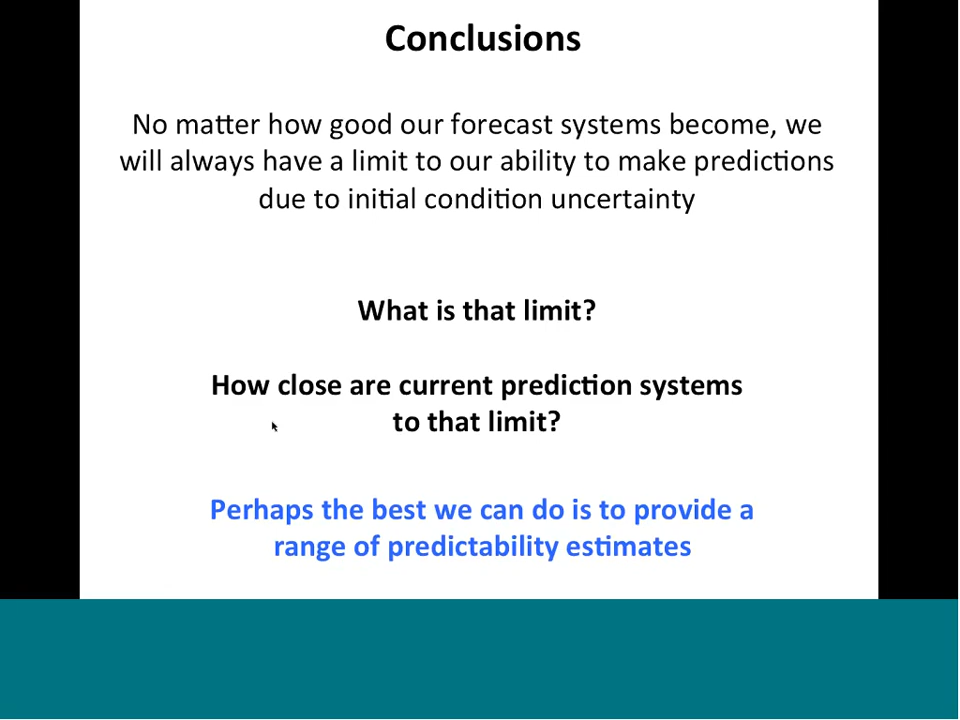 Conclusions
No matter how good our forecast systems become, we
will always have a limit to our ability to make predictions
due to initial condition uncertainty
What is that limit?
How close are current prediction systems
to that limit?
Perhaps the best we can do is to provide a
range of predictability estimates